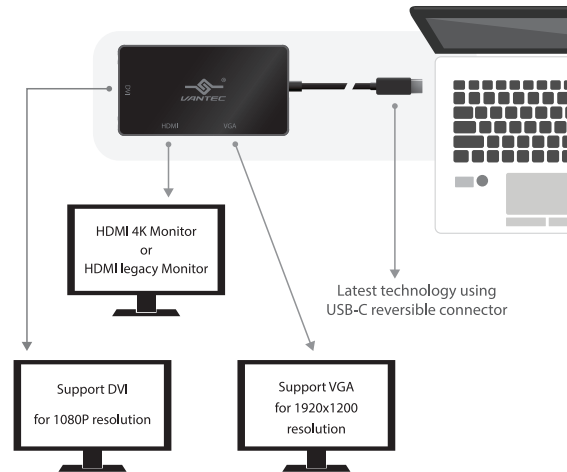 DVI
VANTEC
HDMI
VGA
HDMI 4K Monitor
or
HDMI legacy Monitor
Latest technology using
USB-C reversible connector
Support DVI
for 1080P resolution
Support VGA
for 1920x1200
resolution